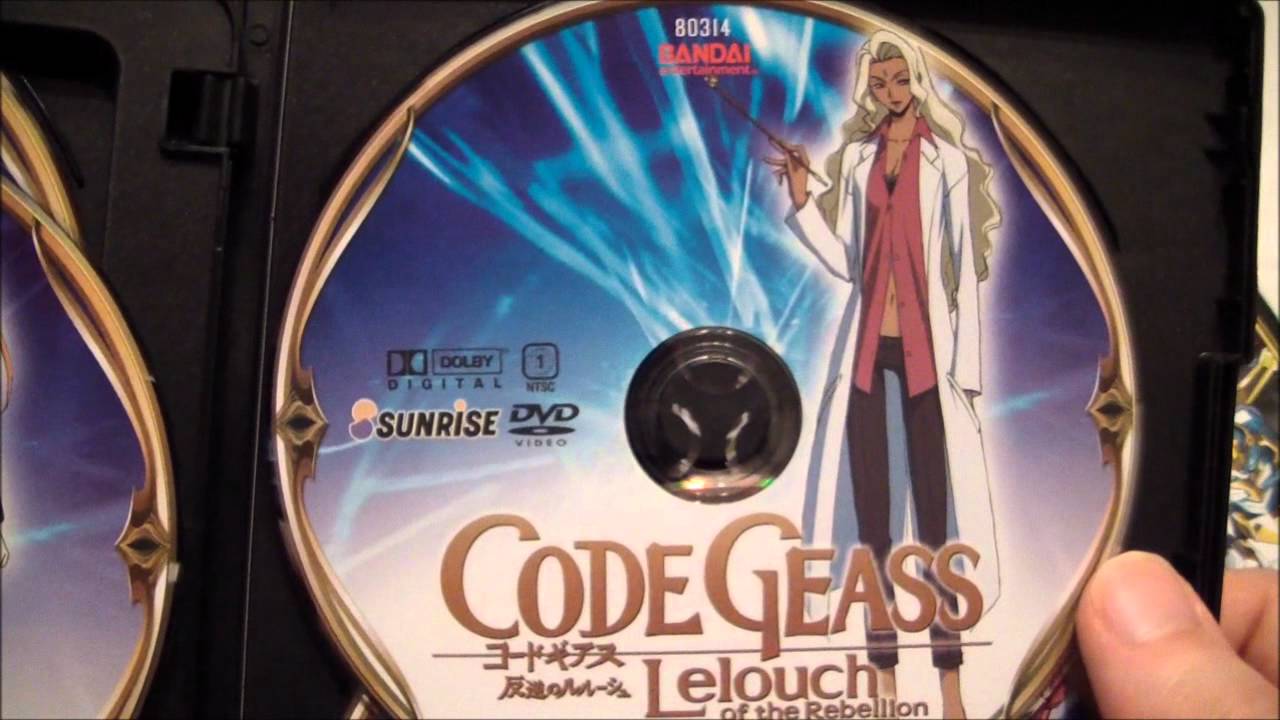 80314
BANDAI
entertainment
DOLBY
DIGITAL
1
NTSC
SUNRISE
DVD
VIDEO
CODE GEASS
コードギアス
反逆のルルーシュ
Lelouch
of the Rebellion